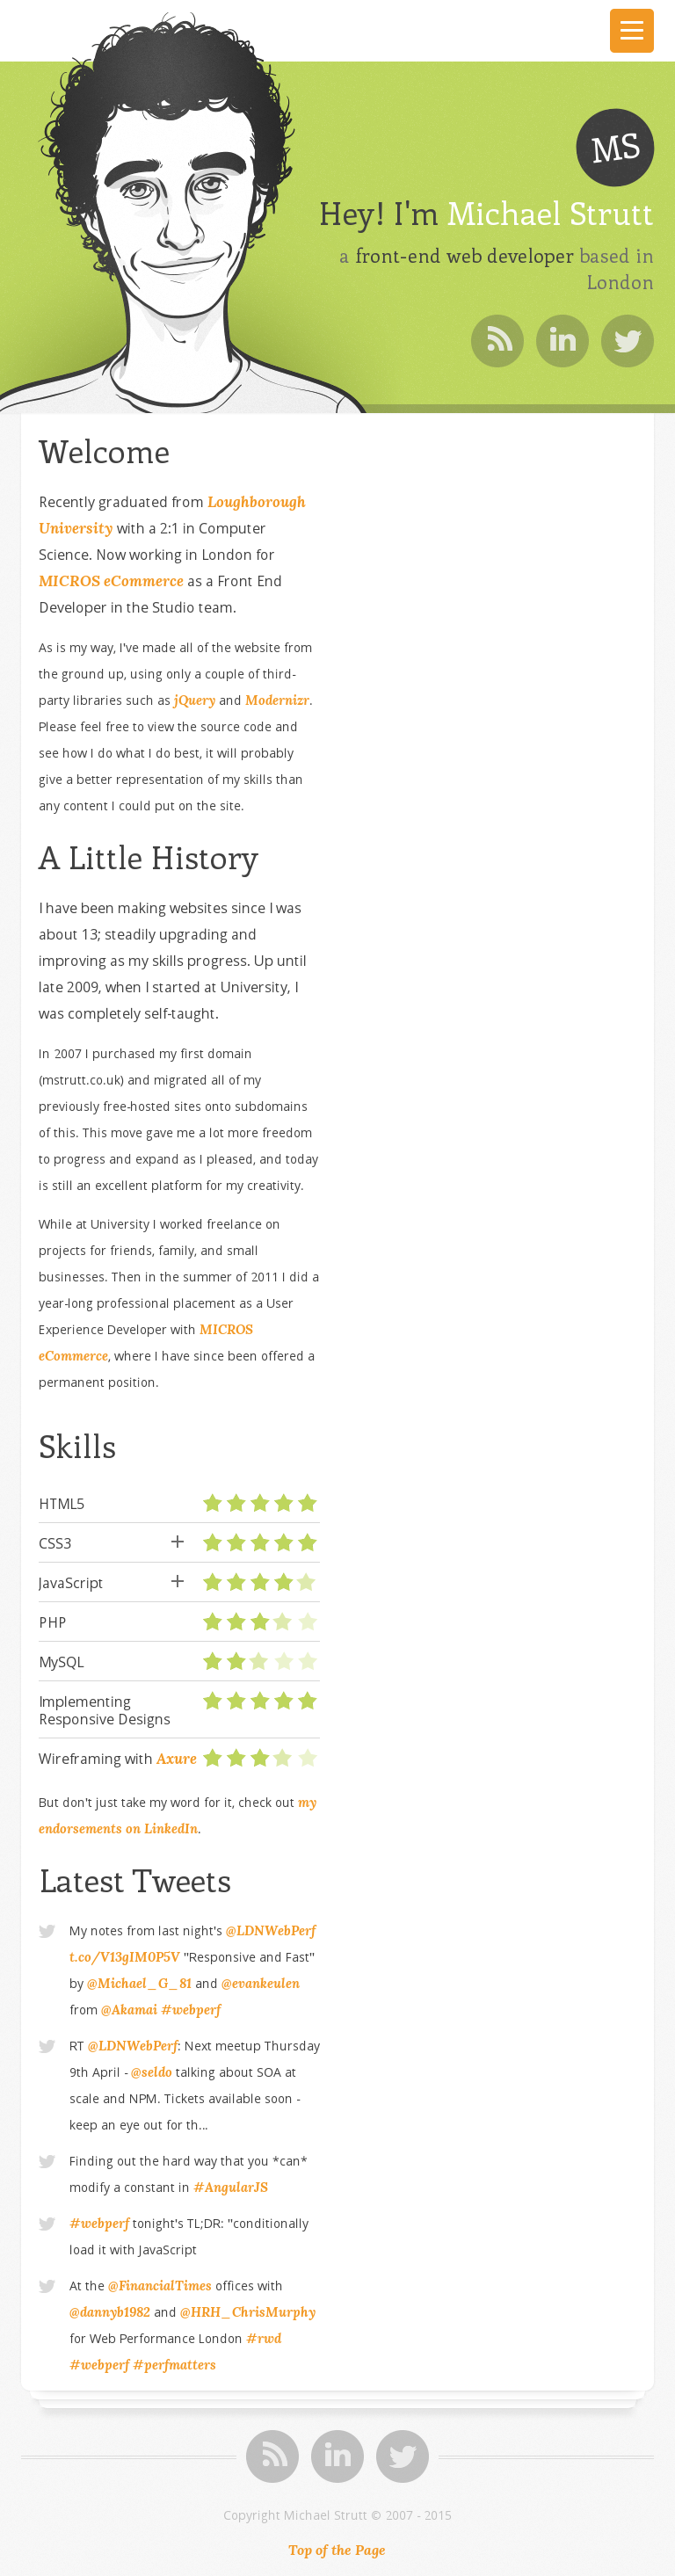 MS
Hey! I'm Michael Strutt
a front-end web developer based in
London
Welcome
Recently graduated from Loughborough
University with a 2:1 in Computer
Science. Now working in London for
MICROS eCommerce as a Front End
Developer in the Studio team.
As is my way, I've made all of the website from
the ground up, using only a couple of third-
party libraries such as jQuery and Modernizr.
Please feel free to view the source code and
see how I do what I do best, it will probably
give a better representation of my skills than
any content I could put on the site.
A Little History
I have been making websites since I was
about 13; steadily upgrading and
improving as my skills progress. Up until
late 2009, when I started at University, I
was completely self-taught.
In 2007 I purchased my first domain
(mstrutt.co.uk) and migrated all of my
previously free-hosted sites onto subdomains
of this. This move gave me a lot more freedom
to progress and expand as I pleased, and today
is still an excellent platform for my creativity.
While at University I worked freelance on
projects for friends, family, and small
businesses. Then in the summer of 2011 I did a
year-long professional placement as a User
Experience Developer with MICROS
eCommerce, where I have since been offered a
permanent position.
Skills
HTML5
CSS3 +
JavaScript +
PHP
MySQL
Implementing
Responsive Designs
Wireframing with Axure
But don't just take my word for it, check out my
endorsements on LinkedIn.
Latest Tweets
My notes from last night's @LDNWebPerf
t.co/V13gIM0P5V "Responsive and Fast"
by @Michael_G_81 and @evankeulen
from @Akamai #webperf
RT @LDNWebPerf: Next meetup Thursday
9th April - @seldo talking about SOA at
scale and NPM. Tickets available soon -
keep an eye out for th...
Finding out the hard way that you *can*
modify a constant in #AngularJS
#webperf tonight's TL;DR: "conditionally
load it with JavaScript
At the @FinancialTimes offices with
@dannyb1982 and @HRH_ChrisMurphy
for Web Performance London #rwd
#webperf #perfmatters
Copyright Michael Strutt © 2007 - 2015
Top of the Page